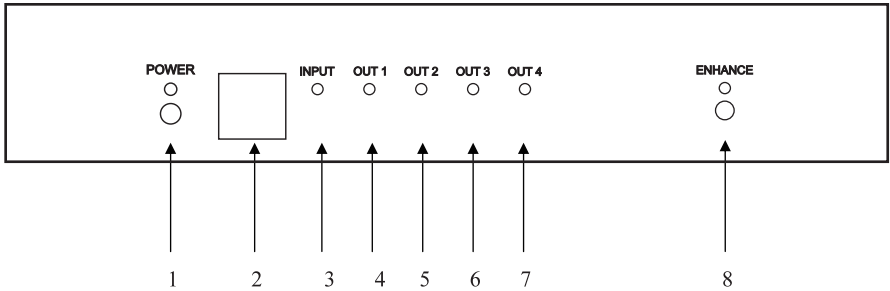 POWER INPUT OUT 1 OUT 2 OUT 3 OUT 4 ENHANCE
1 2 3 4 5 6 7 8